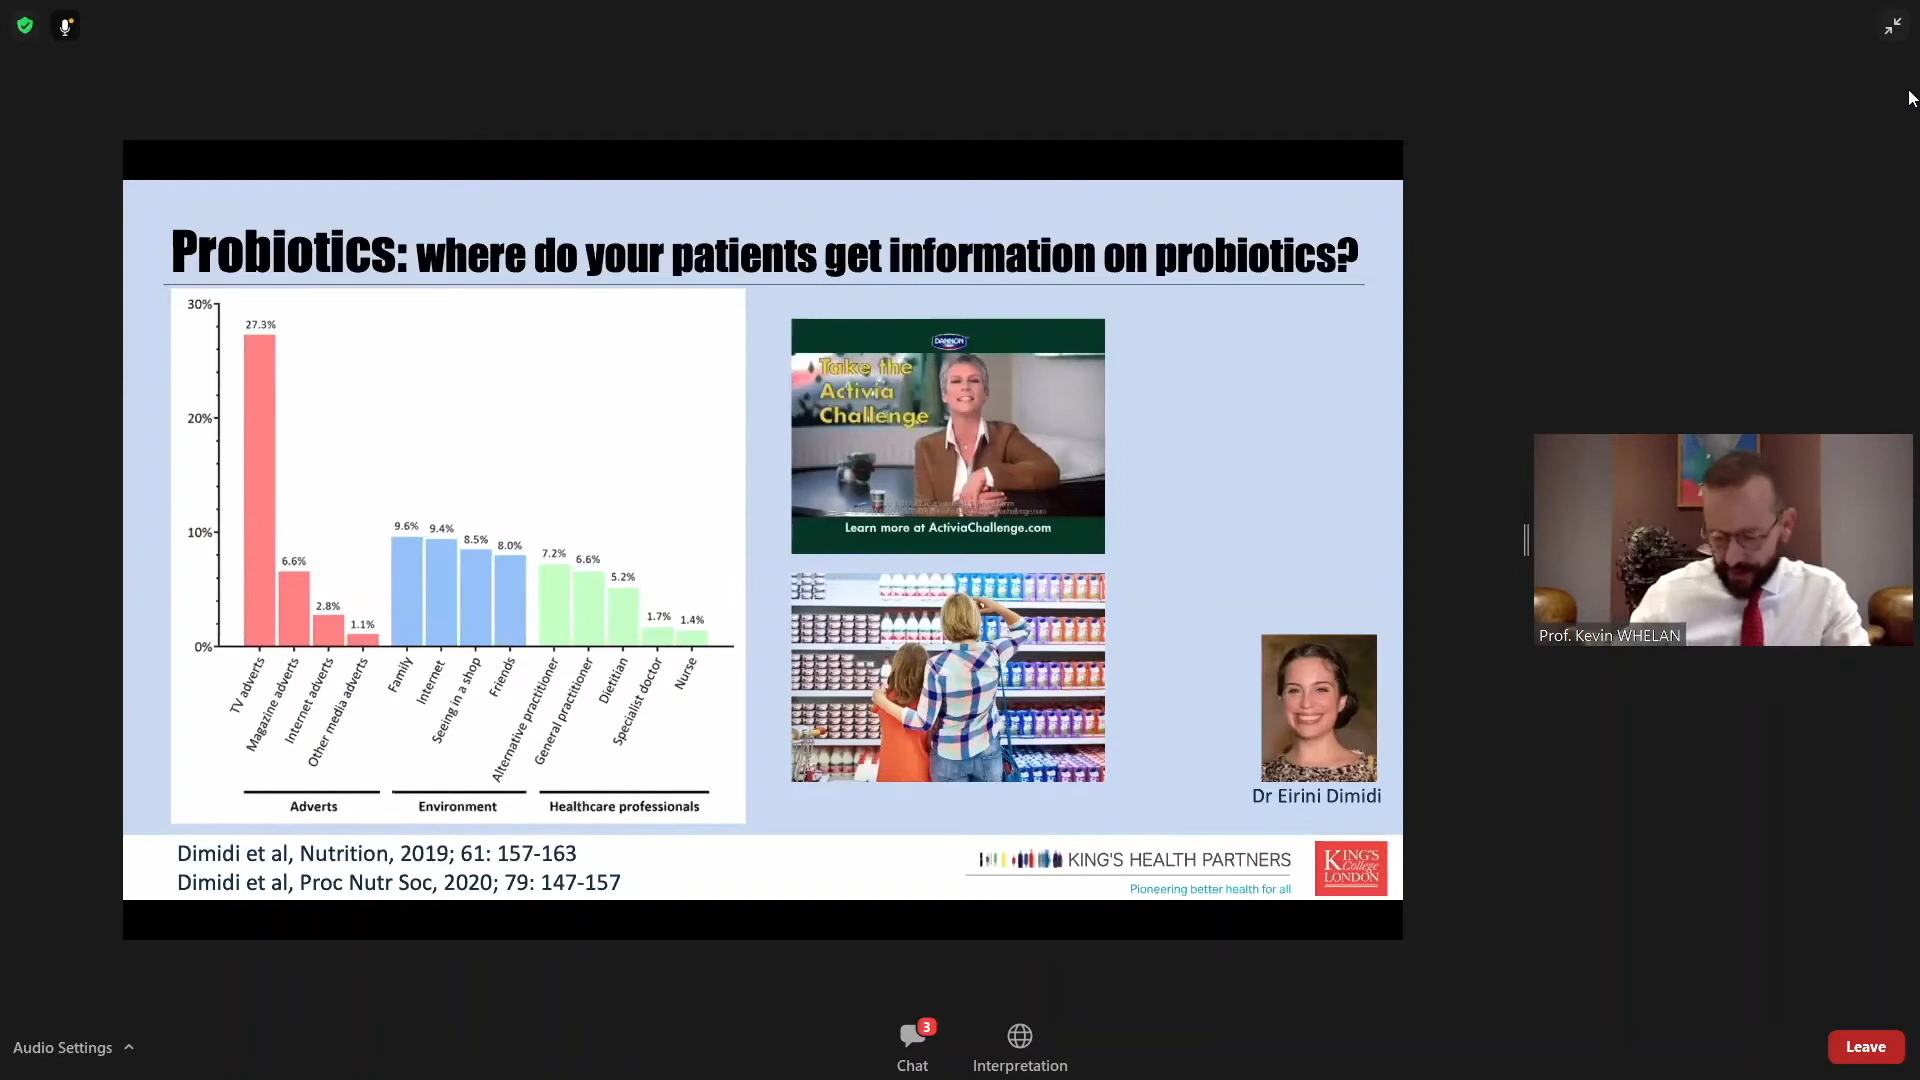 Probiotics: where do your patients get information on probiotics?
30%
20%
10%
0%
27.3%
6.6%
2.8%
1.1%
9.6%
9.4%
8.5%
8.0%
7.2%
6.6%
5.2%
1.7%
1.4%
TV adverts
Magazine adverts
Internet adverts
Other media adverts
Family
Internet
Seeing in a shop
Friends
Alternative practitioner
General practitioner
Dietitian
Specialist doctor
Nurse
Adverts
Environment
Healthcare professionals
DANNON
Take the
Activia
Challenge
Learn more at ActiviaChallenge.com
Prof. Kevin WHELAN
Dr Eirini Dimidi
Dimidi et al, Nutrition, 2019; 61: 157-163
Dimidi et al, Proc Nutr Soc, 2020; 79: 147-157
KING'S HEALTH PARTNERS
Pioneering better health for all
KING'S
College
LONDON
Audio Settings
3
Chat
Interpretation
Leave